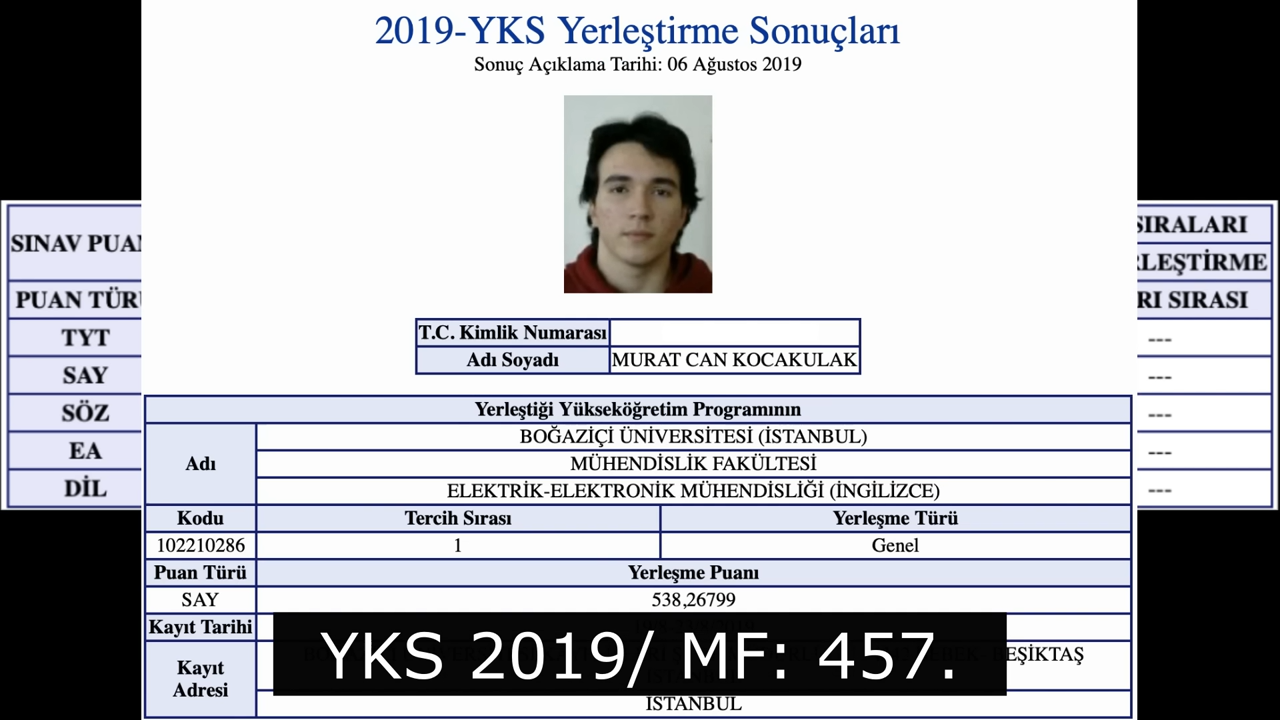 2019-YKS Yerleştirme Sonuçları
Sonuç Açıklama Tarihi: 06 Ağustos 2019
T.C. Kimlik Numarası
Adı Soyadı MURAT CAN KOCAKULAK
SINAV PUAN
PUAN TÜRÜ
TYT
SAY
SÖZ
EA
DİL
SIRALARI
RLEŞTİRME
RI SIRASI
---
---
---
---
---
Yerleştiği Yükseköğretim Programının
Adı
BOĞAZİÇİ ÜNİVERSİTESİ (İSTANBUL)
MÜHENDİSLİK FAKÜLTESİ
ELEKTRİK-ELEKTRONİK MÜHENDİSLİĞİ (İNGİLİZCE)
Kodu Tercih Sırası Yerleşme Türü
102210286 1 Genel
Puan Türü Yerleşme Puanı
SAY 538,26799
Kayıt Tarihi
Kayıt Adresi
BEŞİKTAŞ
İSTANBUL
YKS 2019/ MF: 457.